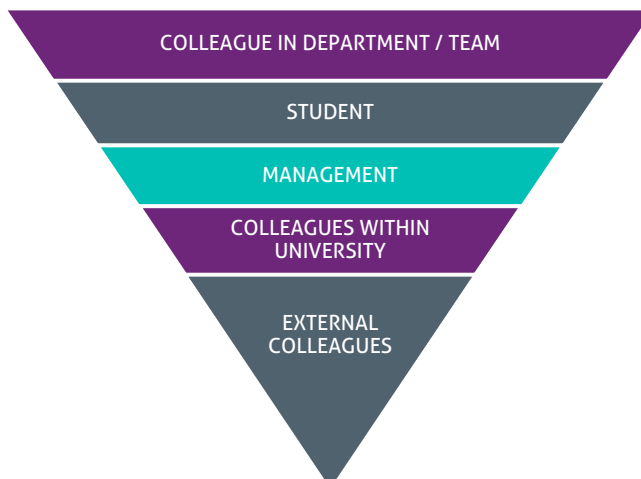 COLLEAGUE IN DEPARTMENT / TEAM
STUDENT
MANAGEMENT
COLLEAGUES WITHIN
UNIVERSITY
EXTERNAL
COLLEAGUES